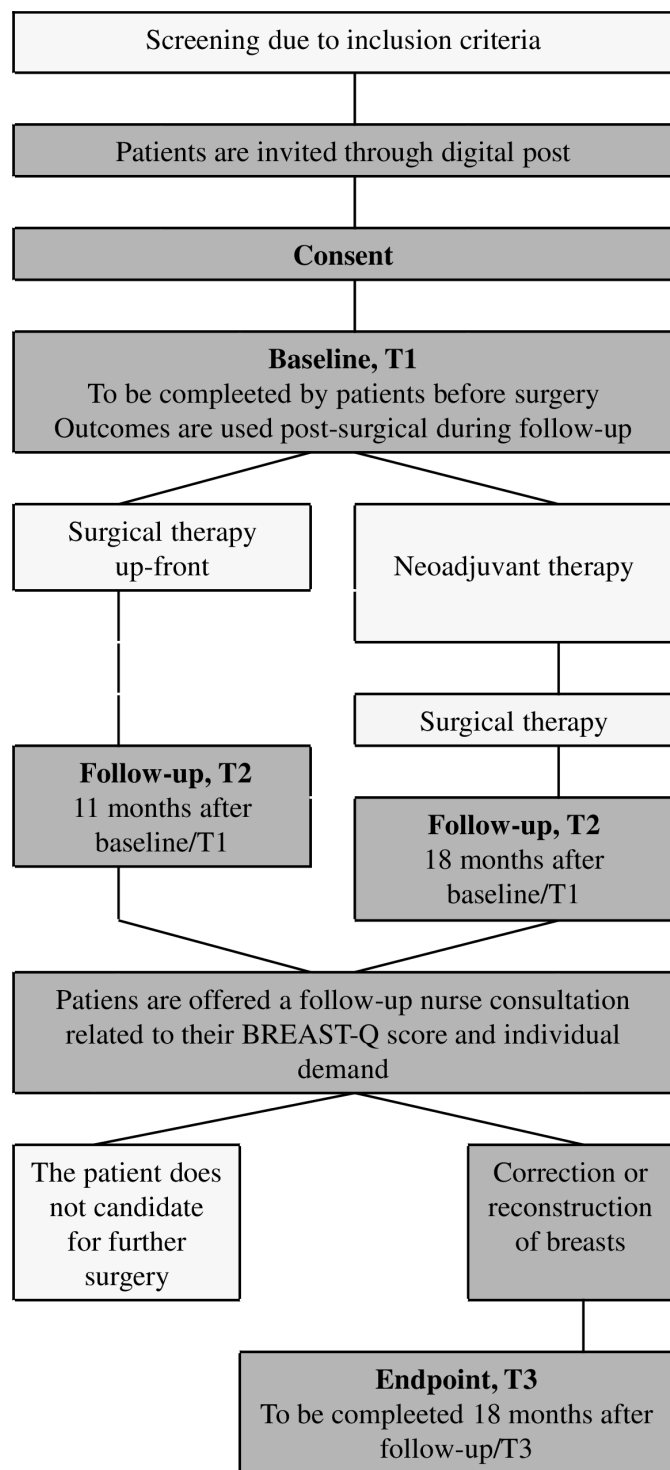 Screening due to inclusion criteria
Patients are invited through digital post
Consent
Baseline, T1
To be compleeted by patients before surgery
Outcomes are used post-surgical during follow-up
Surgical therapy
up-front
Neoadjuvant therapy
Surgical therapy
Follow-up, T2
11 months after
baseline/T1
Follow-up, T2
18 months after
baseline/T1
Patiens are offered a follow-up nurse consultation
related to their BREAST-Q score and individual
demand
The patient does
not candidate
for further
surgery
Correction or
reconstruction
of breasts
Endpoint, T3
To be compleeted 18 months after
follow-up/T3